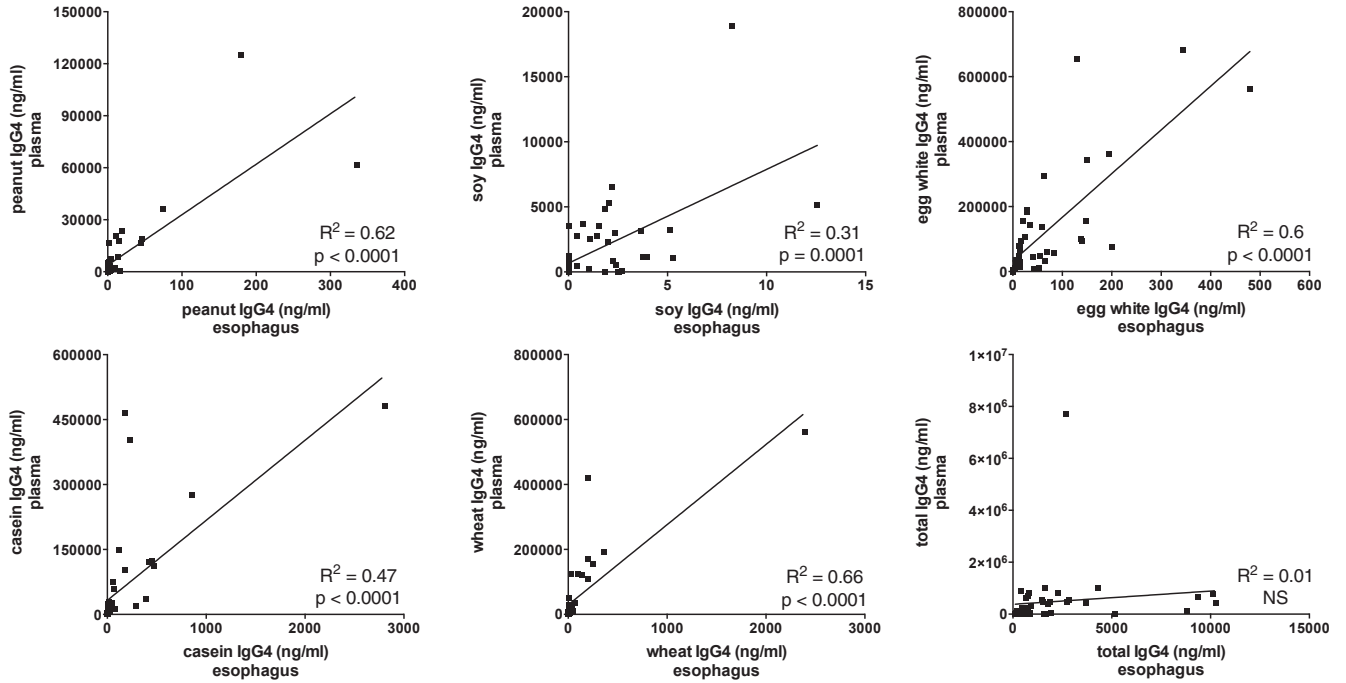 150000
120000
90000
60000
30000
0
0
100
200
300
400
peanut IgG4 (ng/ml)
plasma
R² = 0.62
p < 0.0001
peanut IgG4 (ng/ml)
esophagus
20000
15000
10000
5000
0
0
5
10
15
soy IgG4 (ng/ml)
plasma
R² = 0.31
p = 0.0001
soy IgG4 (ng/ml)
esophagus
800000
600000
400000
200000
0
0
100
200
300
400
500
600
egg white IgG4 (ng/ml)
plasma
R² = 0.6
p < 0.0001
egg white IgG4 (ng/ml)
esophagus
600000
450000
300000
150000
0
0
1000
2000
3000
casein IgG4 (ng/ml)
plasma
R² = 0.47
p < 0.0001
casein IgG4 (ng/ml)
esophagus
800000
600000
400000
200000
0
0
1000
2000
3000
wheat IgG4 (ng/ml)
plasma
R² = 0.66
p < 0.0001
wheat IgG4 (ng/ml)
esophagus
1×10⁷
8×10⁶
6×10⁶
4×10⁶
2×10⁶
0
0
5000
10000
15000
total IgG4 (ng/ml)
plasma
R² = 0.01
NS
total IgG4 (ng/ml)
esophagus